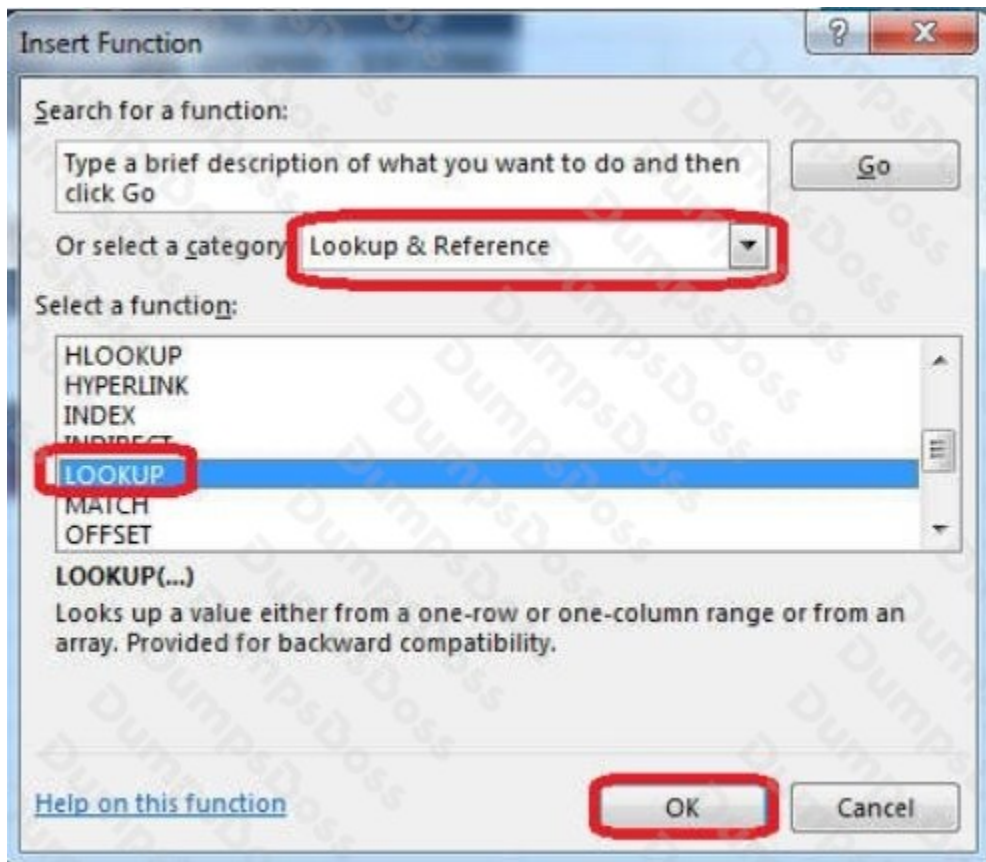 Insert Function
Search for a function:
Type a brief description of what you want to do and then
click Go
Go
Or select a category
Lookup & Reference
Select a function:
HLOOKUP
HYPERLINK
INDEX
INDIRECT
LOOKUP
MATCH
OFFSET
LOOKUP(...)
Looks up a value either from a one-row or one-column range or from an
array. Provided for backward compatibility.
Help on this function
OK
Cancel
DumpsDoss